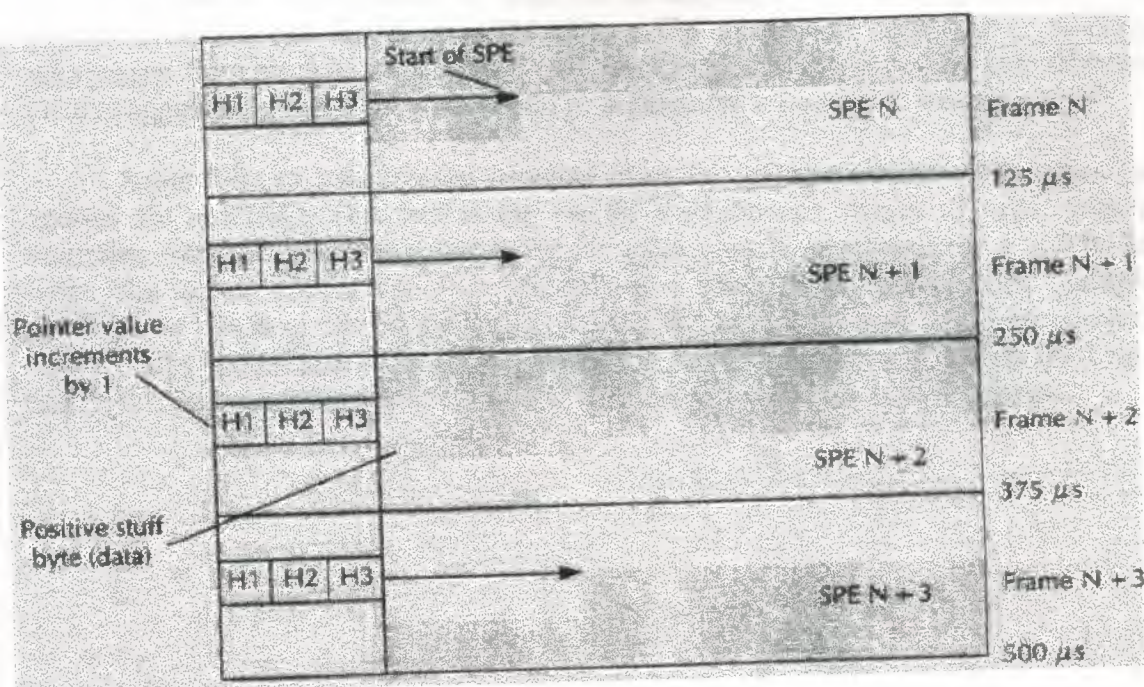 Start of SPE
H1 H2 H3
SPE N
Frame N
125 μs
H1 H2 H3
SPE N + 1
Frame N + 1
250 μs
Pointer value
increments
by 1
H1 H2 H3
Frame N + 2
SPE N + 2
375 μs
Positive stuff
byte (data)
H1 H2 H3
SPE N + 3
Frame N + 3
500 μs